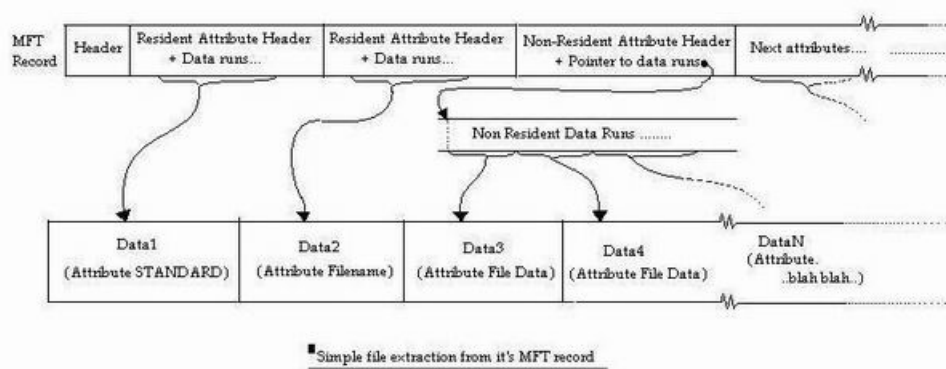 MFT
Record
Header
Resident Attribute Header
+ Data runs...
Resident Attribute Header
+ Data runs...
Non-Resident Attribute Header
+ Pointer to data runs
Next attributes....
Non Resident Data Runs ........
Data1
(Attribute STANDARD)
Data2
(Attribute Filename)
Data3
(Attribute File Data)
Data4
(Attribute File Data)
DataN
(Attribute.
..blah blah..)
Simple file extraction from it's MFT record